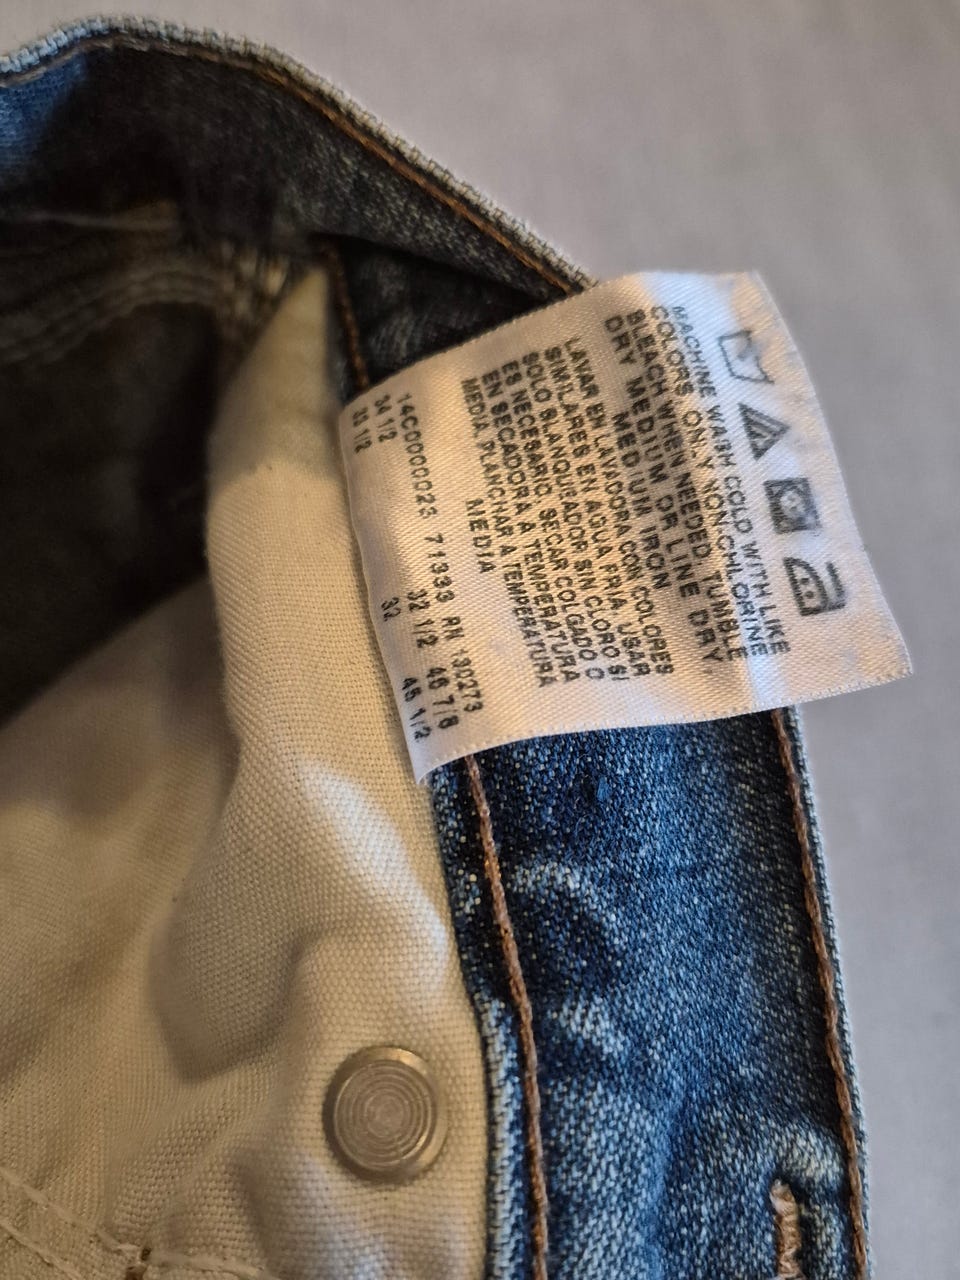 MACHINE WASH COLD WITH LIKE
COLORS ONLY NON-CHLORINE
BLEACH WHEN NEEDED TUMBLE
DRY MEDIUM OR LINE DRY
MEDIUM IRON
LAVAR EN LAVADORA CON COLORES
SIMILARES EN AGUA FRIA USAR
SOLO BLANQUEADOR SIN CLORO SI
ES NECESARIO SECAR COLGADO O
EN SECADORA A TEMPERATURA
MEDIA PLANCHAR A TEMPERATURA
MEDIA
14C0000023 71333 RN 130273
34 1/2 32 1/2 46 7/8
33 1/2 32 45 1/2